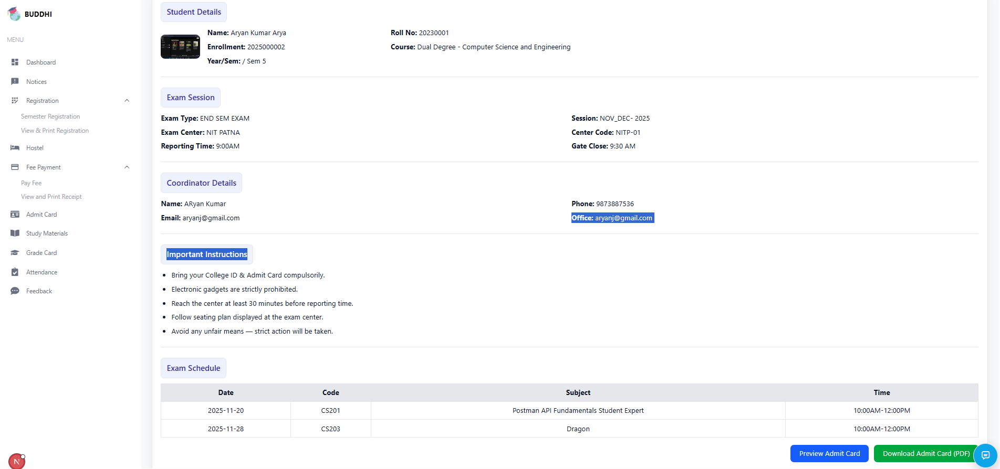 BUDDHI
MENU
Dashboard
Notices
Registration
Semester Registration
View & Print Registration
Hostel
Fee Payment
Pay Fee
View and Print Receipt
Admit Card
Study Materials
Grade Card
Attendance
Feedback
N
Student Details
Name: Aryan Kumar Arya
Roll No: 20230001
Enrollment: 2025000002
Course: Dual Degree - Computer Science and Engineering
Year/Sem: / Sem 5
Exam Session
Exam Type: END SEM EXAM
Session: NOV_DEC- 2025
Exam Center: NIT PATNA
Center Code: NITP-01
Reporting Time: 9:00AM
Gate Close: 9:30 AM
Coordinator Details
Name: ARyan Kumar
Phone: 9873887536
Email: aryanj@gmail.com
Office: aryanj@gmail.com
Important Instructions
• Bring your College ID & Admit Card compulsorily.
• Electronic gadgets are strictly prohibited.
• Reach the center at least 30 minutes before reporting time.
• Follow seating plan displayed at the exam center.
• Avoid any unfair means — strict action will be taken.
Exam Schedule
Date Code Subject Time
2025-11-20 CS201 Postman API Fundamentals Student Expert 10:00AM-12:00PM
2025-11-28 CS203 Dragon 10:00AM-12:00PM
Preview Admit Card
Download Admit Card (PDF)